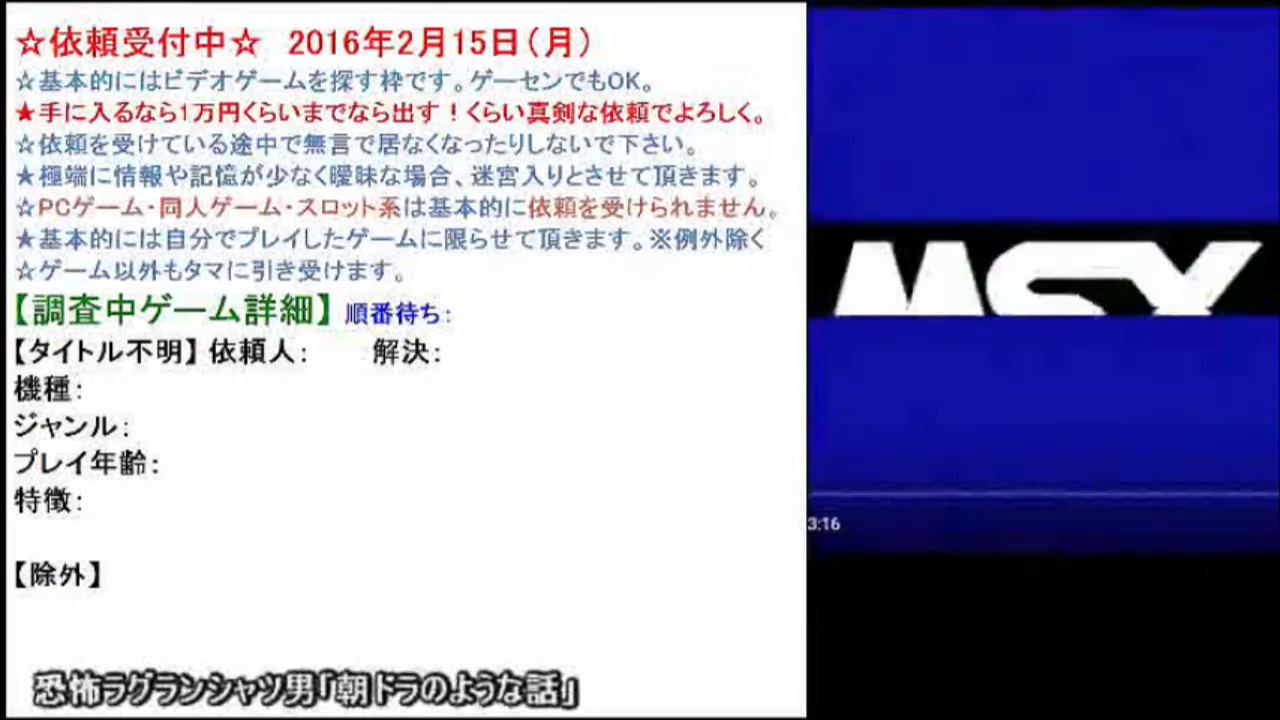 ☆依頼受付中☆ 2016年2月15日(月)
☆基本的にはビデオゲームを探す枠です。ゲーセンでもOK。
★手に入るなら1万円くらいまでなら出す!くらい真剣な依頼でよろしく。
☆依頼を受けている途中で無言で居なくなったりしないで下さい。
★極端に情報や記憶が少なく曖昧な場合、迷宮入りとさせて頂きます。
☆PCゲーム・同人ゲーム・スロット系は基本的に依頼を受けられません。
★基本的には自分でプレイしたゲームに限らせて頂きます。※例外除く
☆ゲーム以外もタマに引き受けます。
【調査中ゲーム詳細】 順番待ち:
【タイトル不明】 依頼人: 解決:
機種:
ジャンル:
プレイ年齢:
特徴:
【除外】
恐怖ラグランシャツ男「朝ドラのような話」
MSX
3:16